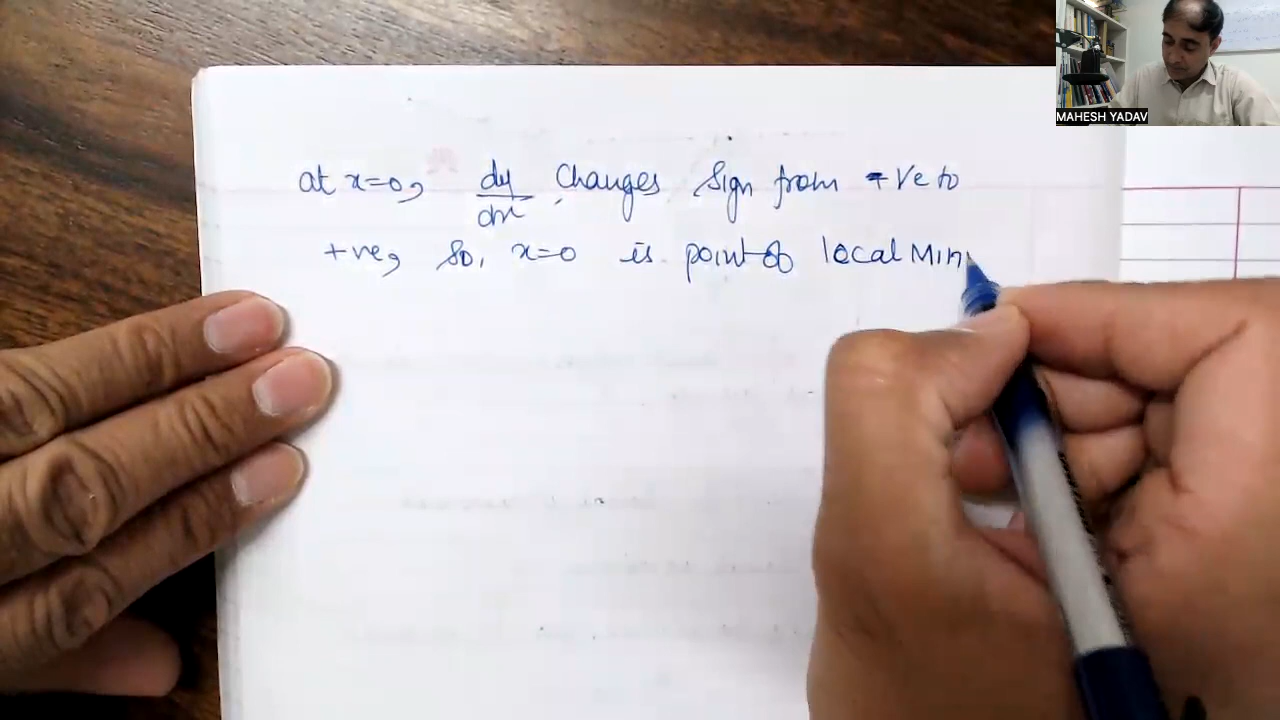 MAHESH YADAV
at x=0, dy/dx changes sign from -ve to
+ve, so, x=0 is point of local Min